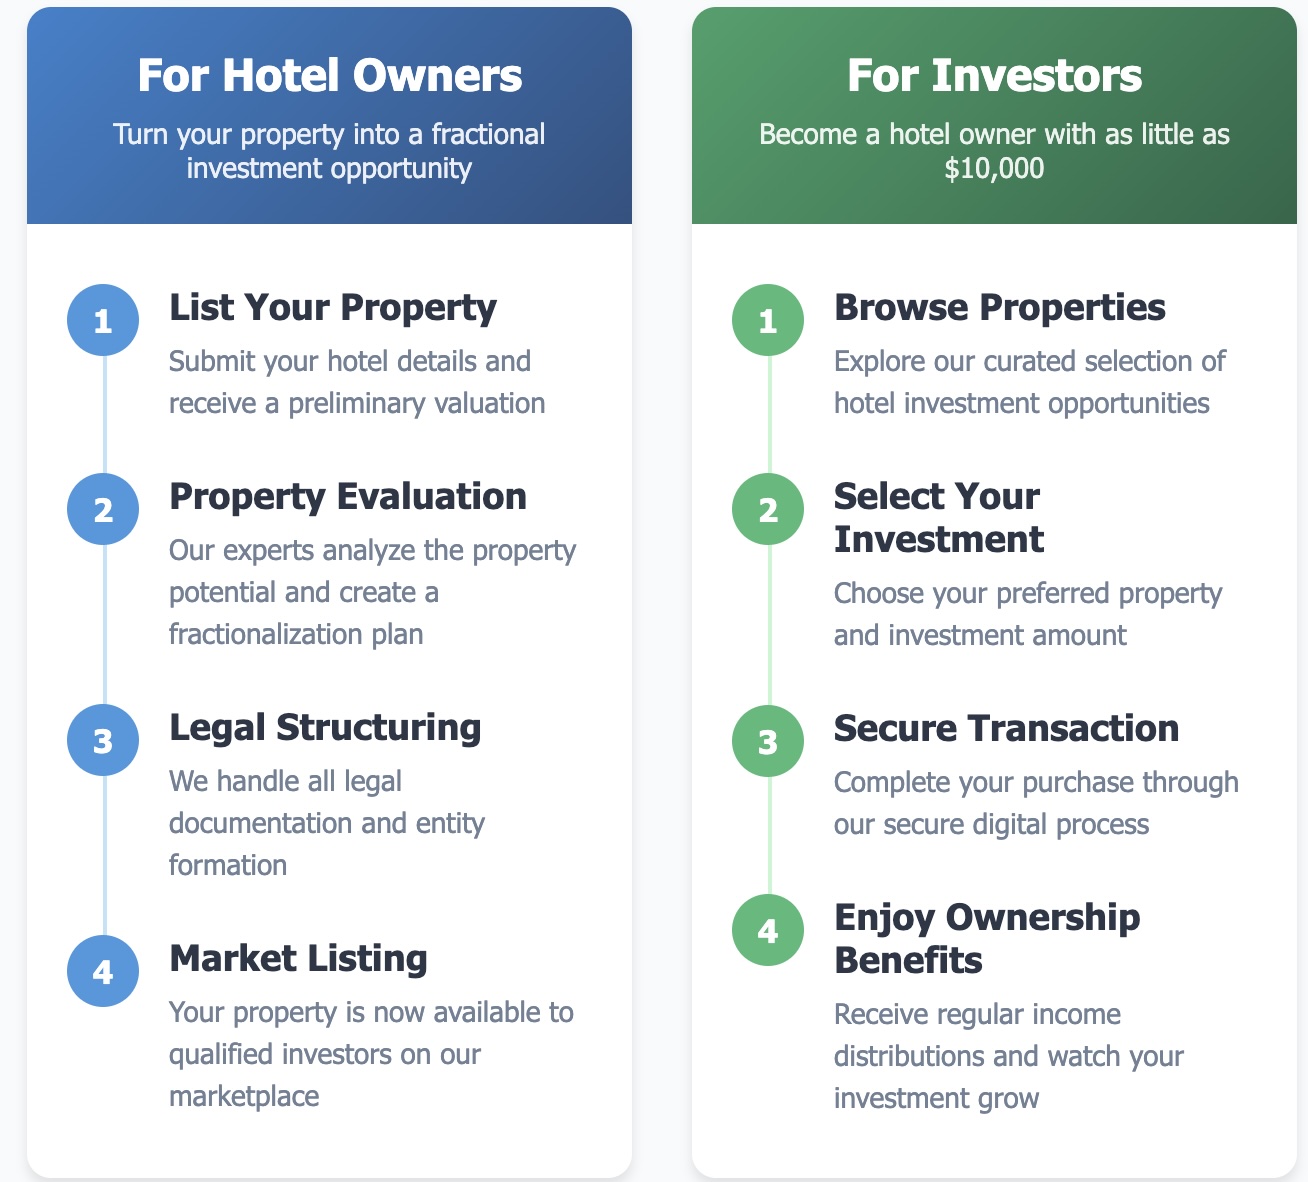 For Hotel Owners
Turn your property into a fractional
investment opportunity
1
List Your Property
Submit your hotel details and
receive a preliminary valuation
2
Property Evaluation
Our experts analyze the property
potential and create a
fractionalization plan
3
Legal Structuring
We handle all legal
documentation and entity
formation
4
Market Listing
Your property is now available to
qualified investors on our
marketplace
For Investors
Become a hotel owner with as little as
$10,000
1
Browse Properties
Explore our curated selection of
hotel investment opportunities
2
Select Your
Investment
Choose your preferred property
and investment amount
3
Secure Transaction
Complete your purchase through
our secure digital process
4
Enjoy Ownership
Benefits
Receive regular income
distributions and watch your
investment grow